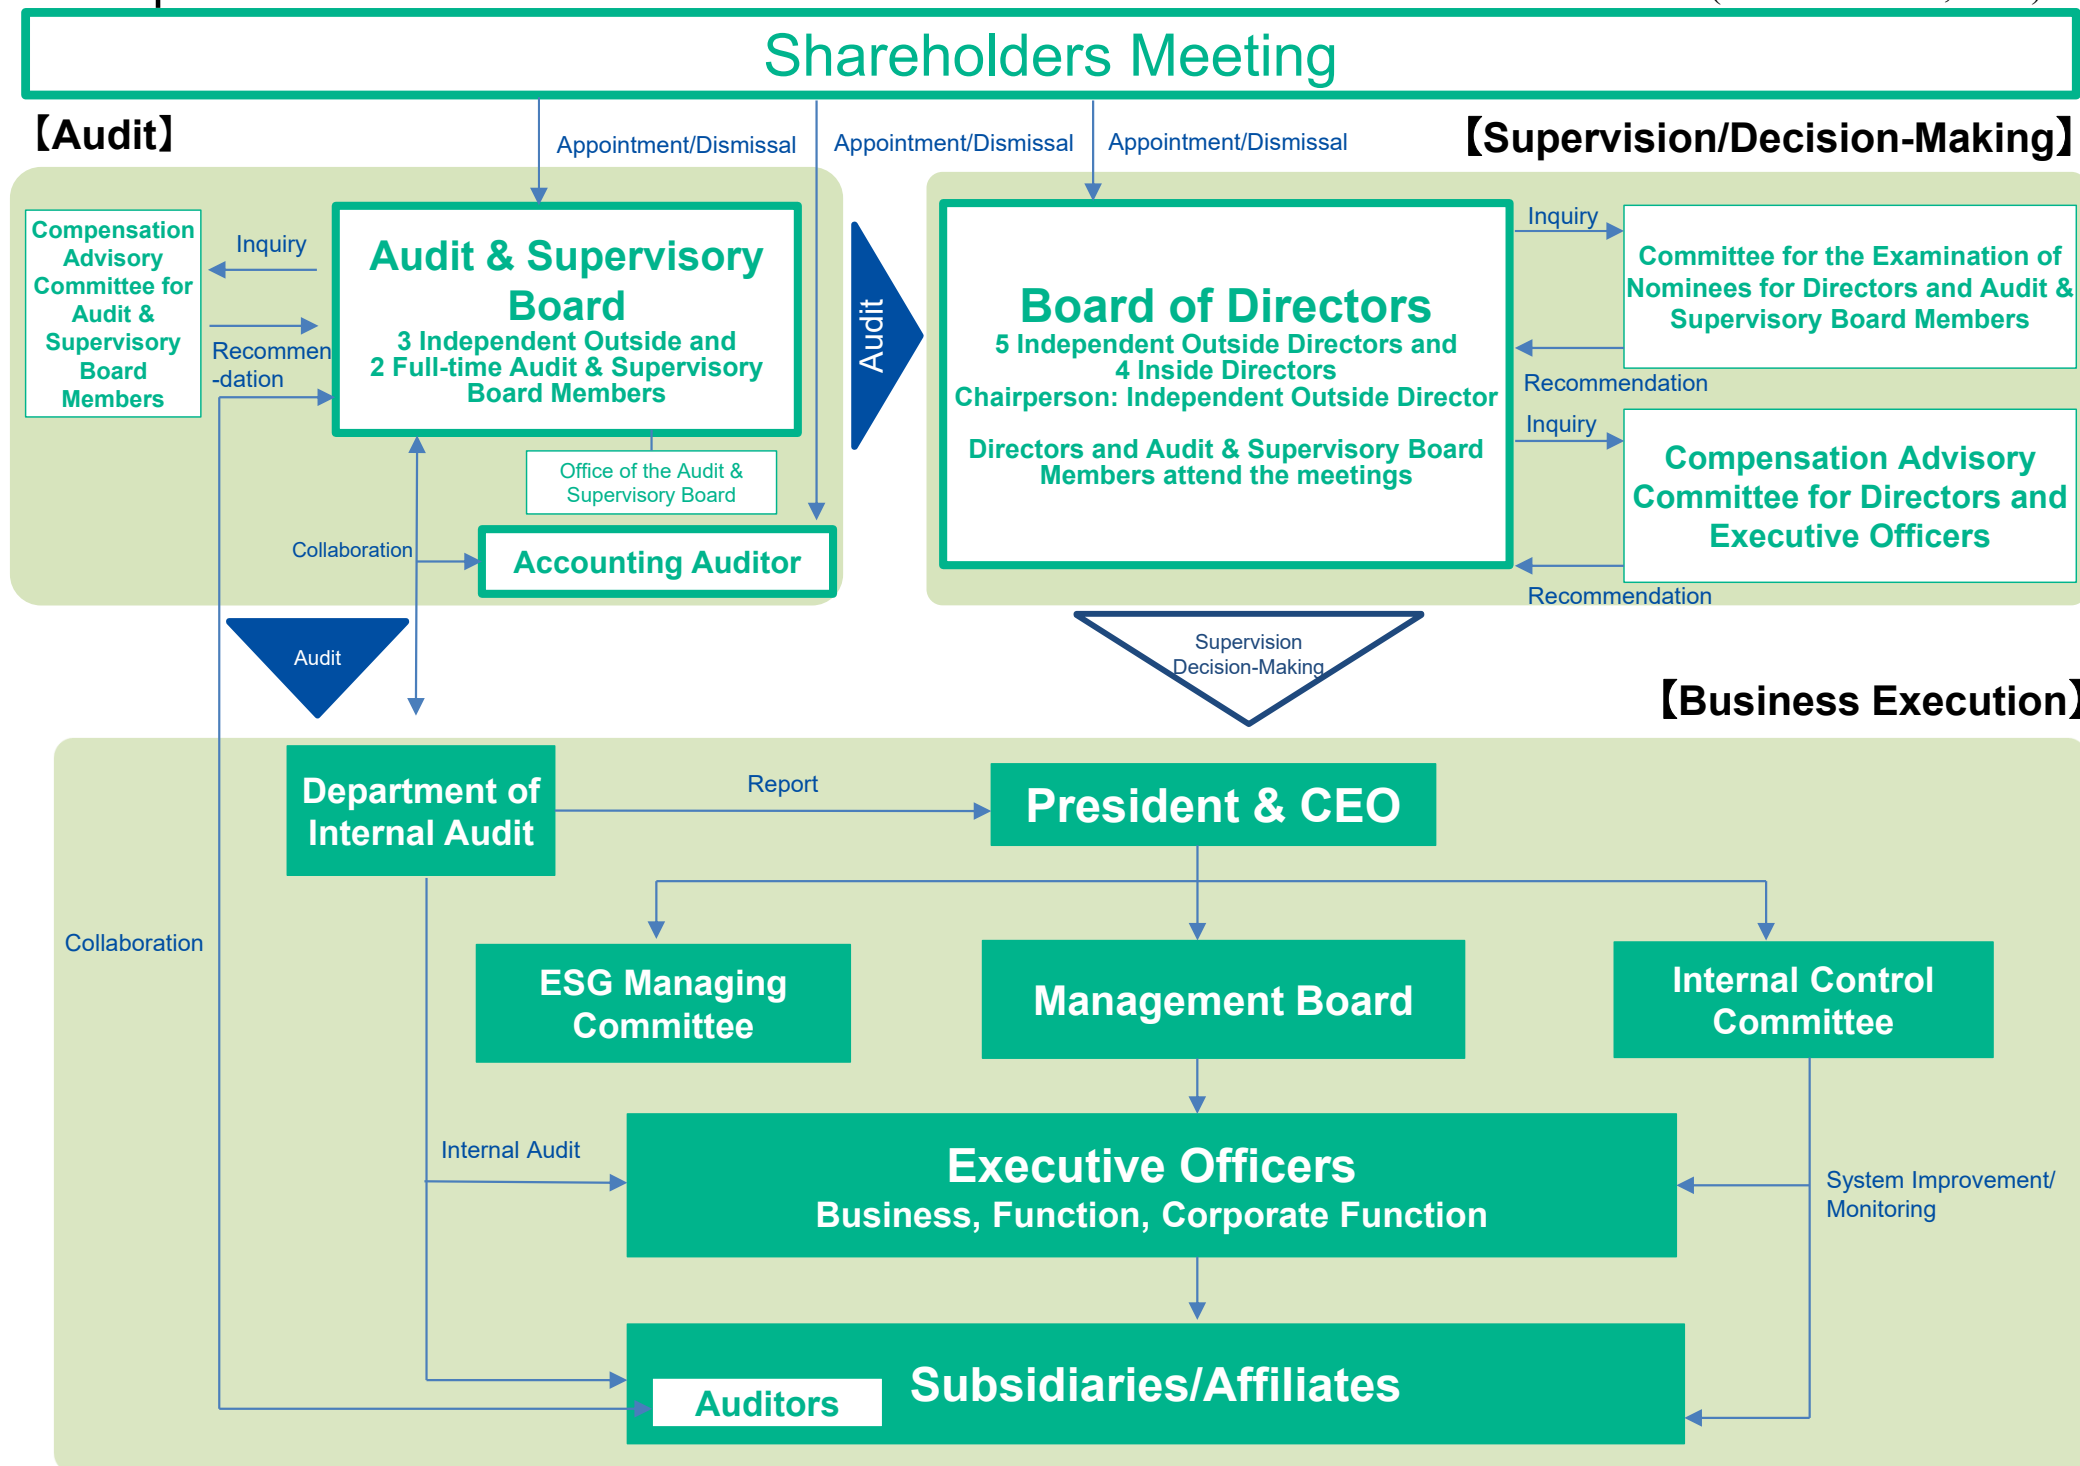 Shareholders Meeting
【Audit】
Appointment/Dismissal
Appointment/Dismissal
Appointment/Dismissal
【Supervision/Decision-Making】
Compensation
Advisory
Committee for
Audit &
Supervisory
Board
Members
Inquiry
Recommen
-dation
Audit & Supervisory
Board
3 Independent Outside and
2 Full-time Audit & Supervisory
Board Members
Office of the Audit &
Supervisory Board
Collaboration
Accounting Auditor
Audit
Board of Directors
5 Independent Outside Directors and
4 Inside Directors
Chairperson: Independent Outside Director
Directors and Audit & Supervisory Board
Members attend the meetings
Inquiry
Committee for the Examination of
Nominees for Directors and Audit &
Supervisory Board Members
Recommendation
Inquiry
Compensation Advisory
Committee for Directors and
Executive Officers
Recommendation
Audit
Supervision
Decision-Making
【Business Execution】
Department of
Internal Audit
Report
President & CEO
Collaboration
ESG Managing
Committee
Management Board
Internal Control
Committee
Internal Audit
Executive Officers
Business, Function, Corporate Function
System Improvement/
Monitoring
Subsidiaries/Affiliates
Auditors